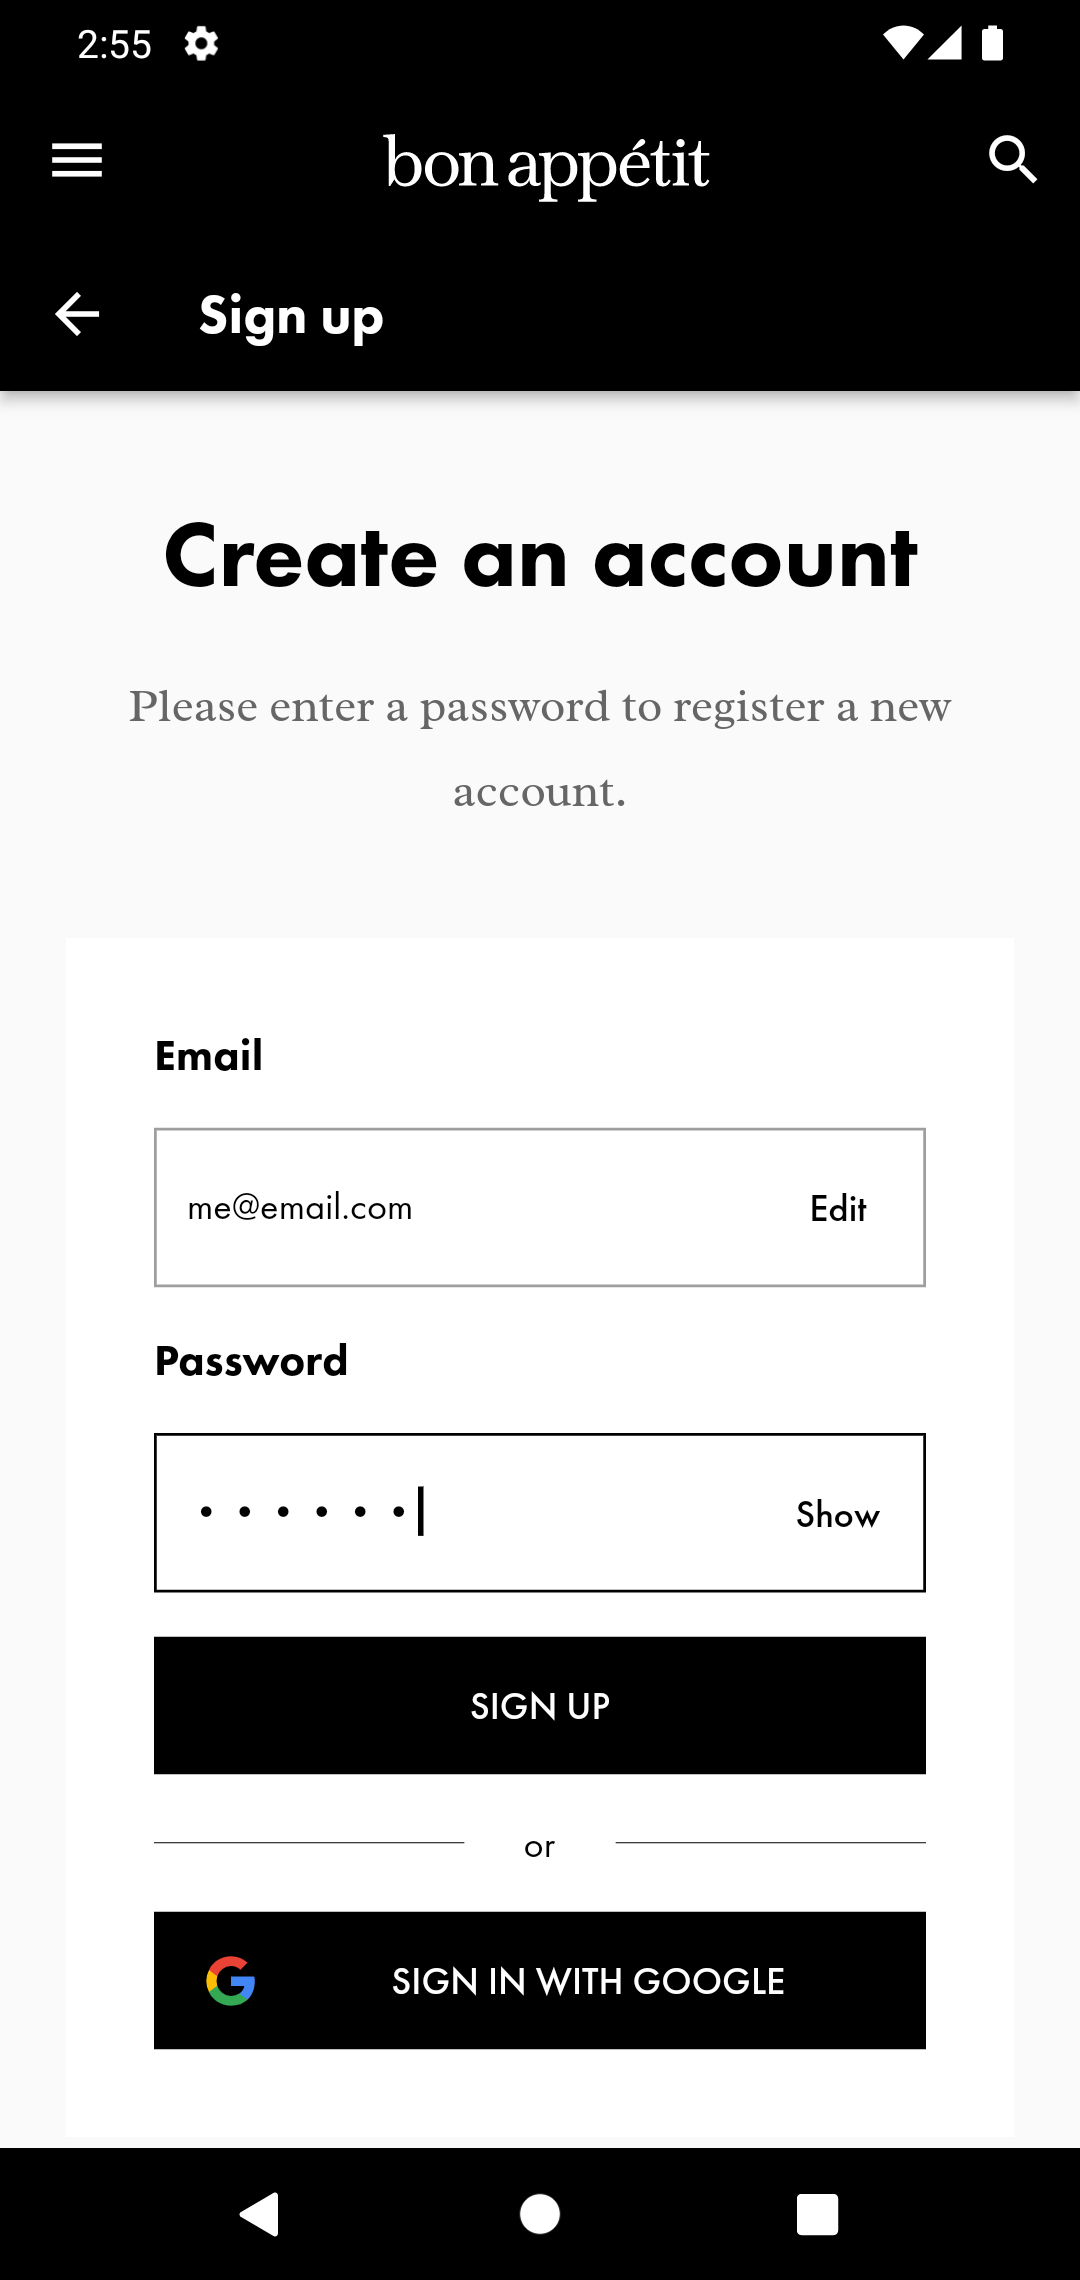 2:55
bon appétit
Sign up
Create an account
Please enter a password to register a new
account.
Email
me@email.com
Edit
Password
••••••
Show
SIGN UP
or
SIGN IN WITH GOOGLE